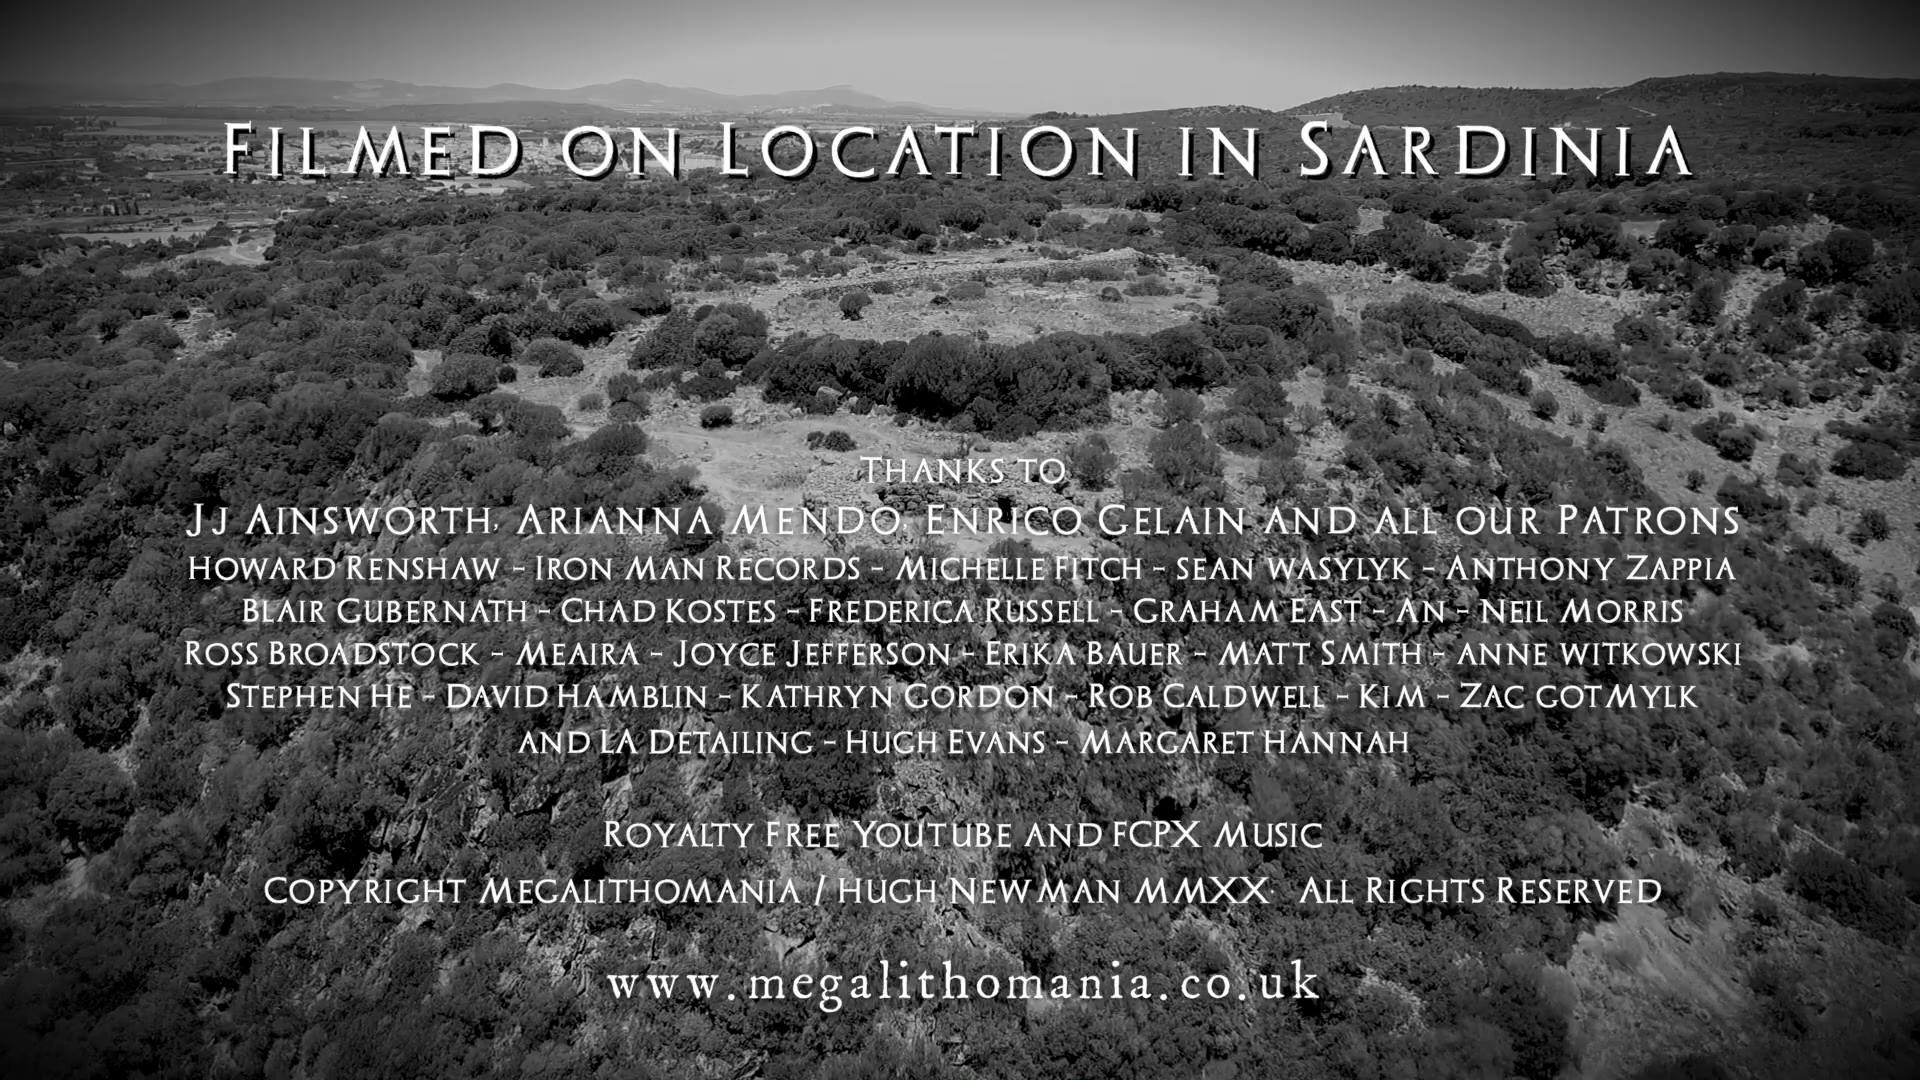 Filmed on Location in Sardinia
Thanks to
JJ Ainsworth, Arianna Mendo, Enrico Gelain and all our Patrons
Howard Renshaw - Iron Man Records - Michelle Fitch - sean wasylyk - Anthony Zappia
Blair Gubernath - Chad Kostes - Frederica Russell - Graham East - An - Neil Morris
Ross Broadstock - Meaira - Joyce Jefferson - Erika Bauer - Matt Smith - anne witkowski
Stephen He - David Hamblin - Kathryn Gordon - Rob Caldwell - Kim - Zac gotMylk
and LA Detailing - Hugh Evans - Margaret Hannah
Royalty Free Youtube and FCPX Music
Copyright Megalithomania / Hugh Newman MMXX. All Rights Reserved
www.megalithomania.co.uk